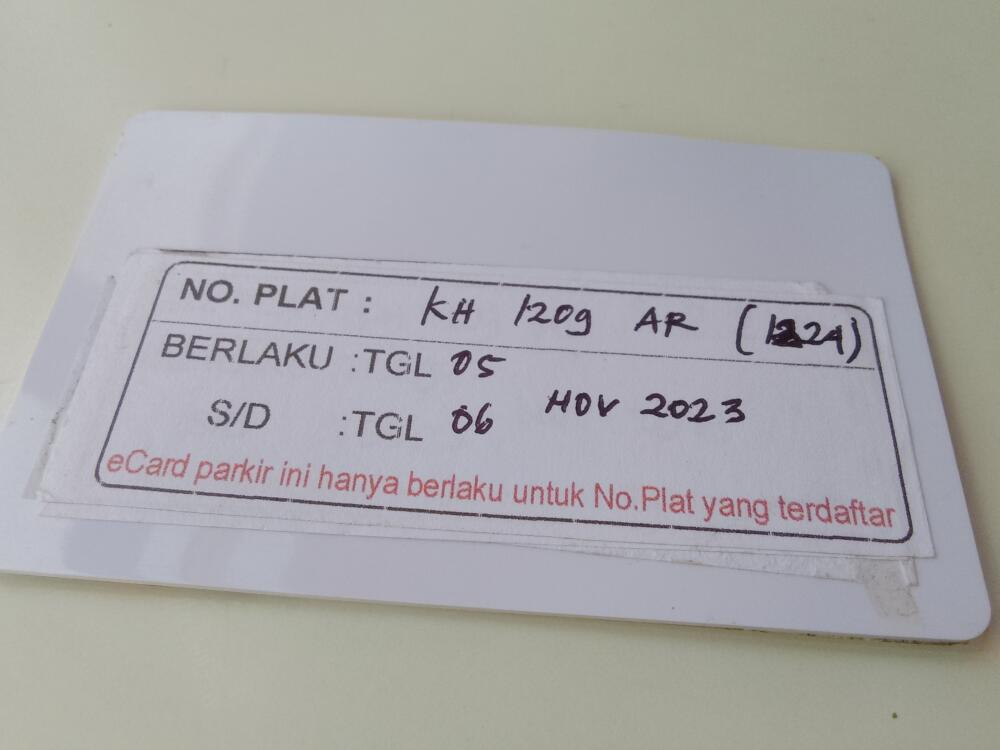 NO. PLAT : KH 1209 AR (1224)
BERLAKU :TGL 05
S/D :TGL 06 NOV 2023
eCard parkir ini hanya berlaku untuk No.Plat yang terdaftar